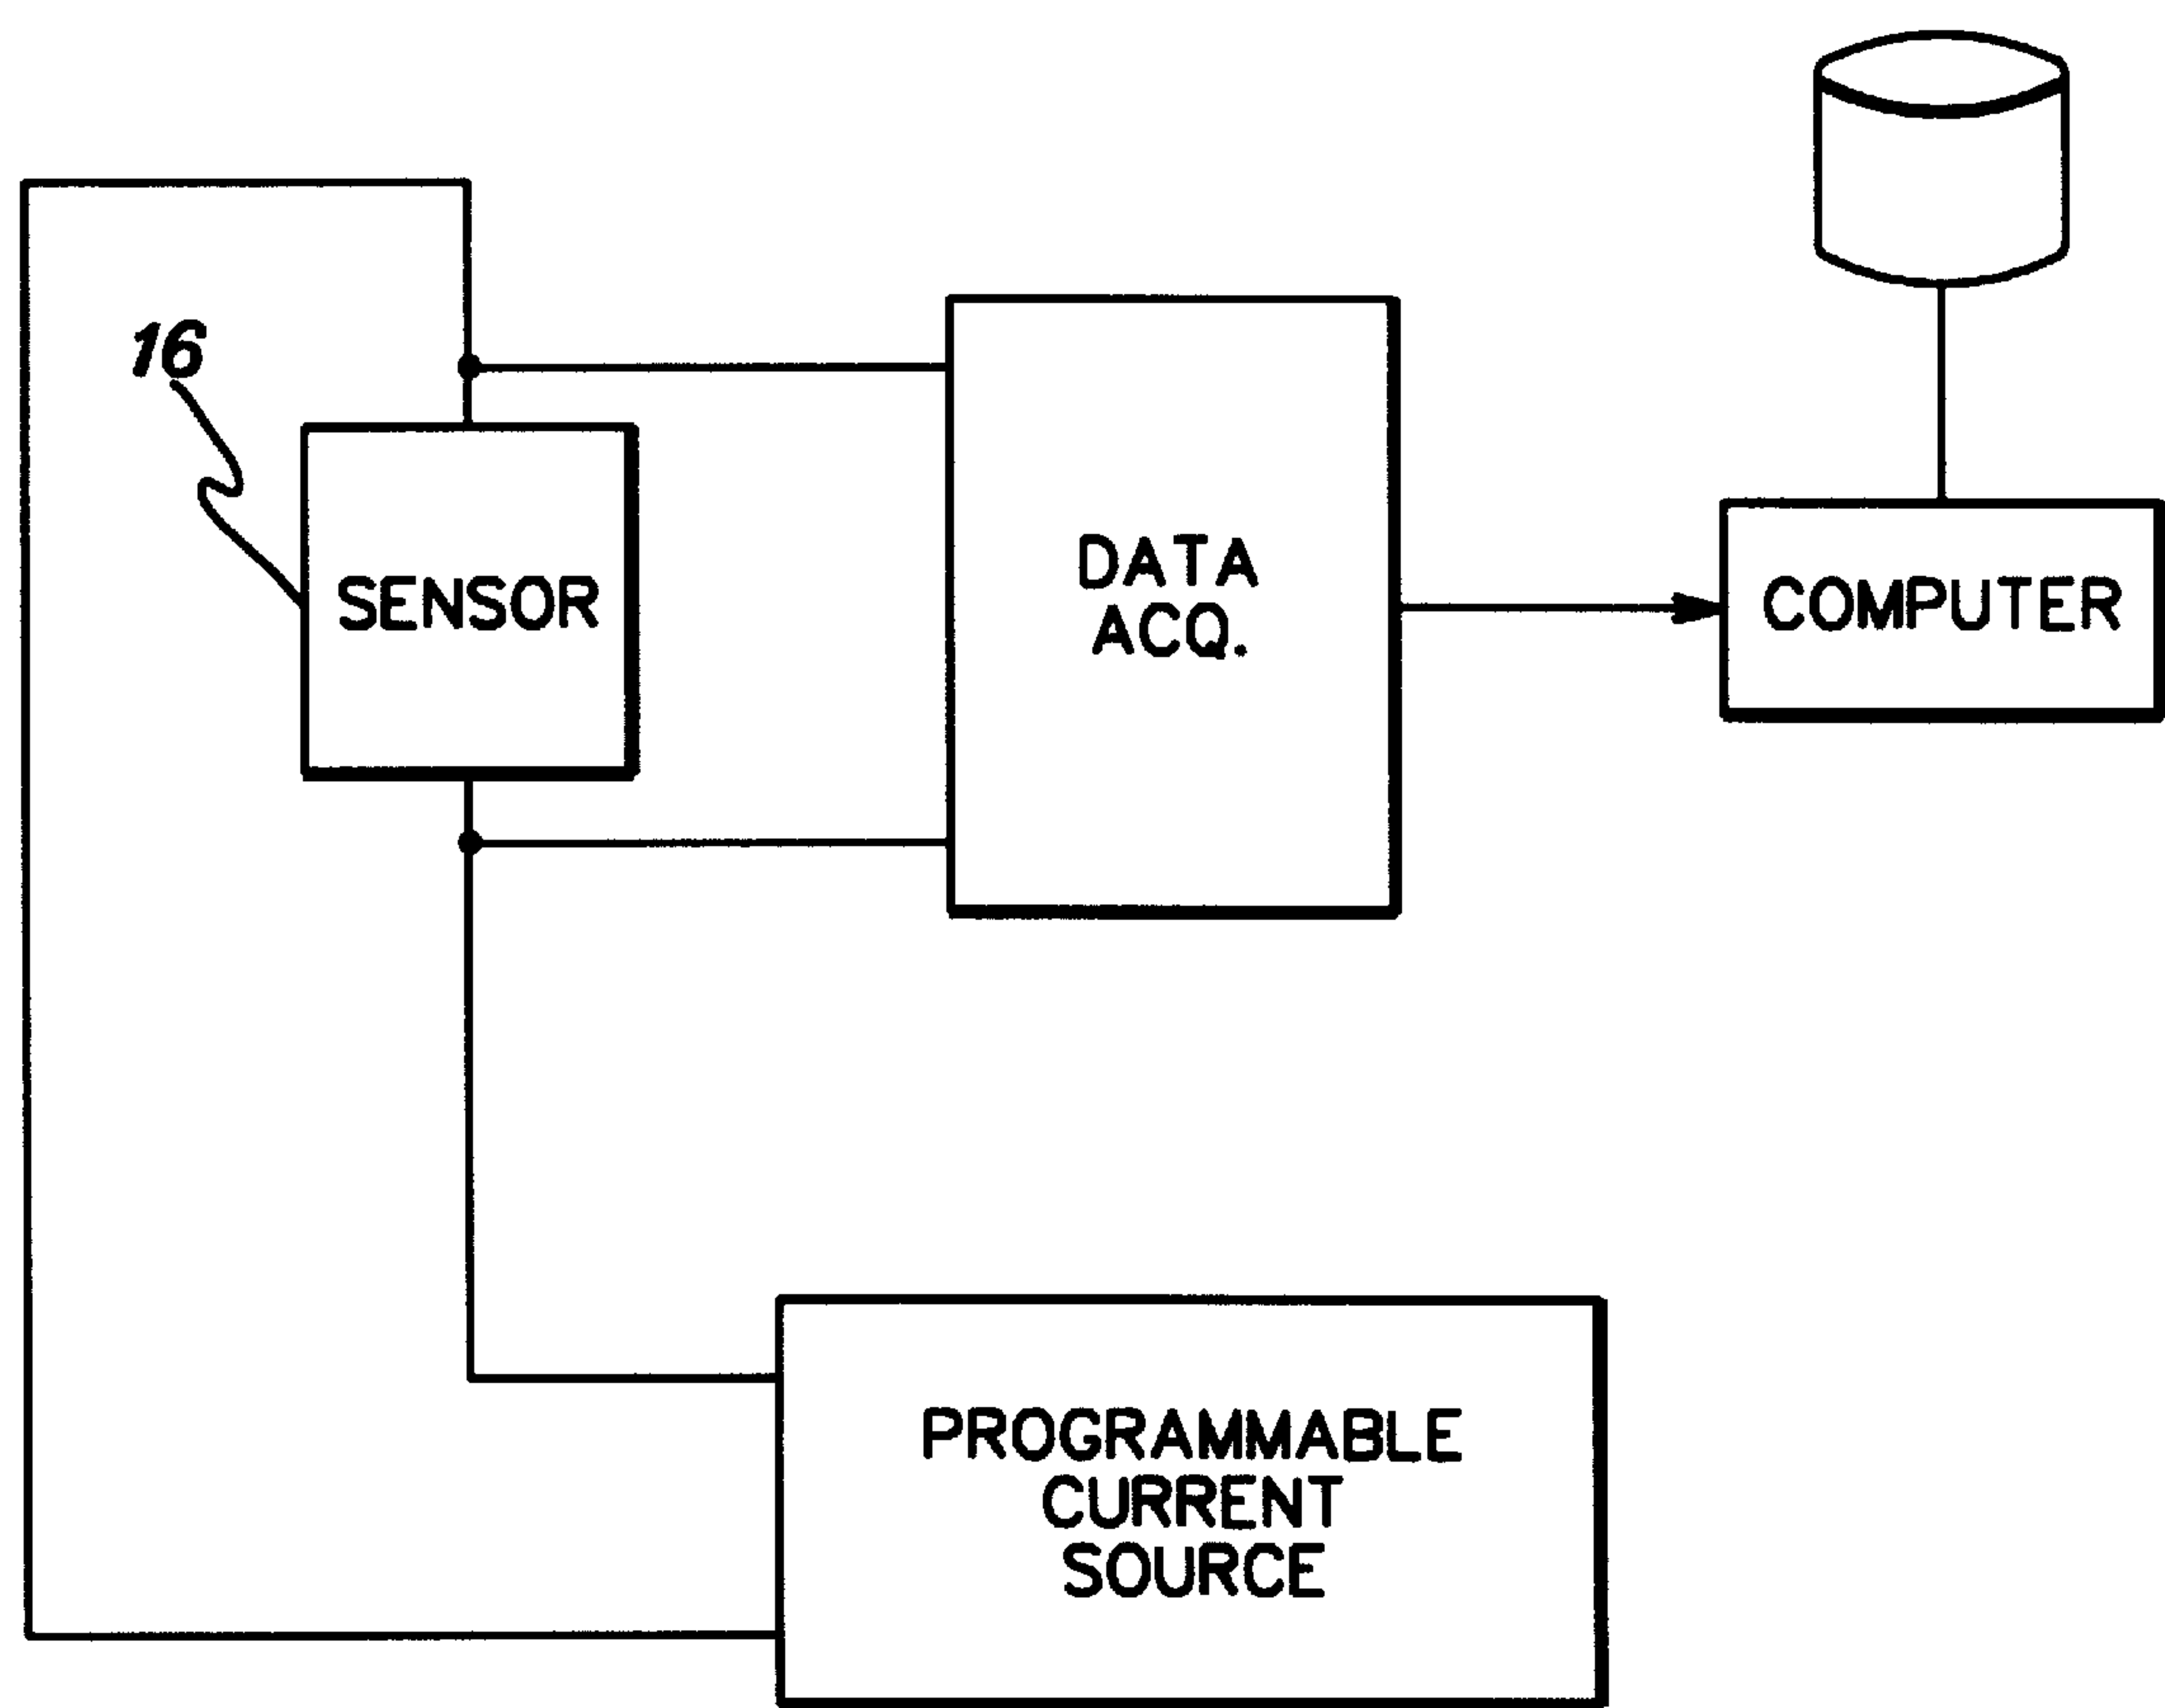 16
SENSOR
DATA
ACQ.
COMPUTER
PROGRAMMABLE
CURRENT
SOURCE